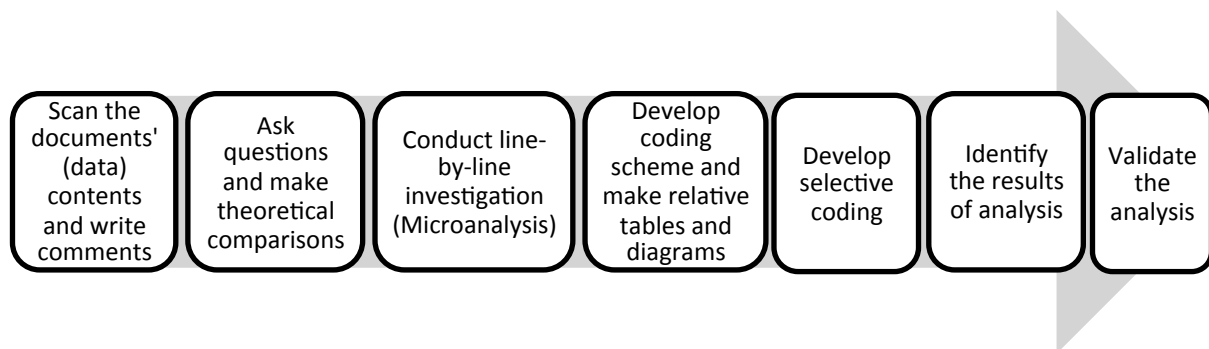 Scan the
documents'
(data)
contents
and write
comments
Ask
questions
and make
theoretical
comparisons
Conduct line-
by-line
investigation
(Microanalysis)
Develop
coding
scheme and
make relative
tables and
diagrams
Develop
selective
coding
Identify
the results
of analysis
Validate
the
analysis